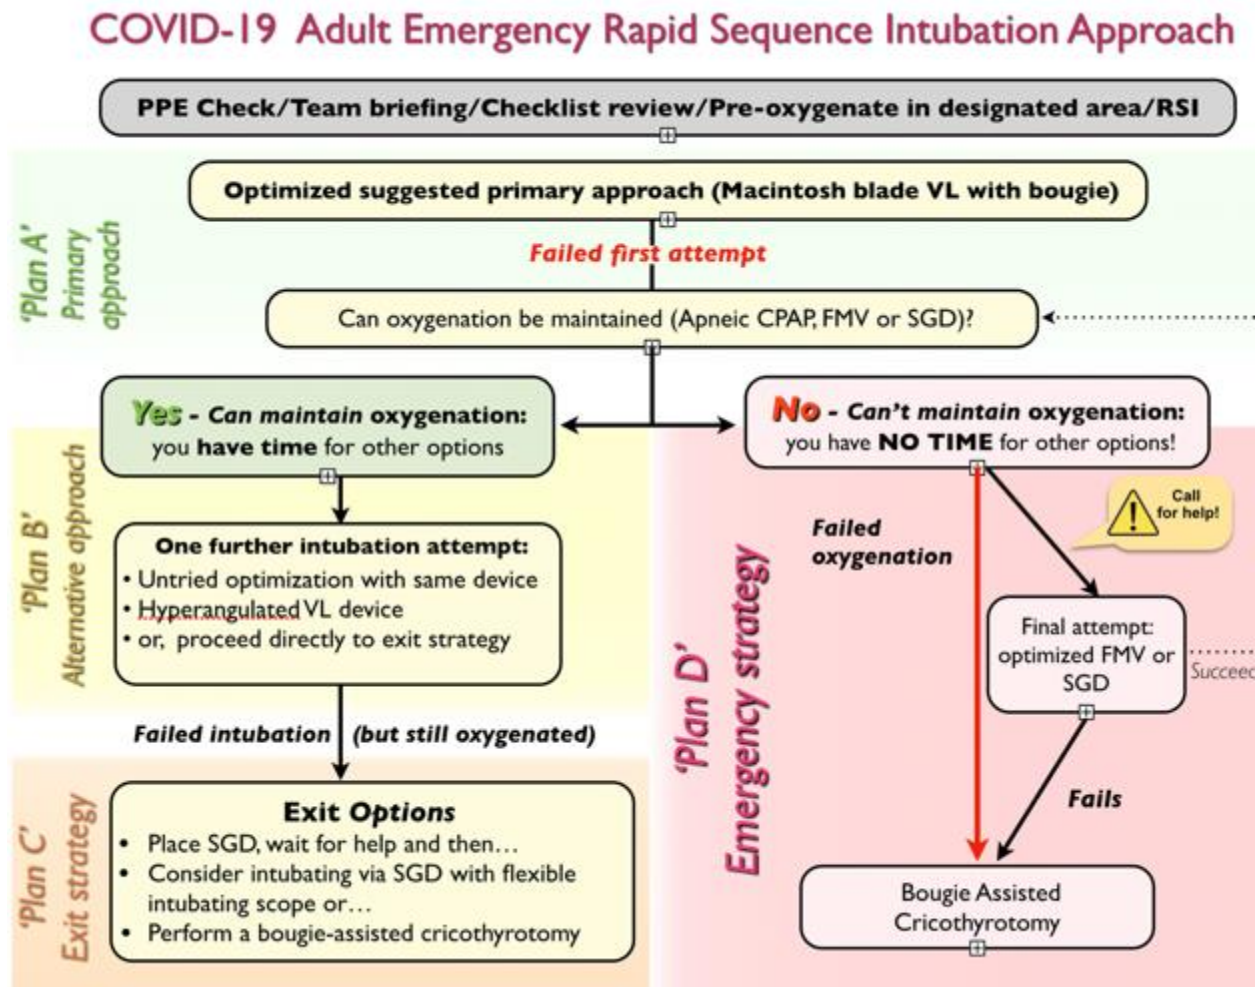 COVID-19 Adult Emergency Rapid Sequence Intubation Approach
PPE Check/Team briefing/Checklist review/Pre-oxygenate in designated area/RSI
'Plan A'
Primary
approach
Optimized suggested primary approach (Macintosh blade VL with bougie)
Failed first attempt
Can oxygenation be maintained (Apneic CPAP, FMV or SGD)?
Yes - Can maintain oxygenation:
you have time for other options
No - Can't maintain oxygenation:
you have NO TIME for other options!
'Plan B'
Alternative approach
One further intubation attempt:
• Untried optimization with same device
• Hyperangulated VL device
• or, proceed directly to exit strategy
Failed intubation (but still oxygenated)
'Plan C'
Exit strategy
Exit Options
• Place SGD, wait for help and then…
• Consider intubating via SGD with flexible
intubating scope or…
• Perform a bougie-assisted cricothyrotomy
'Plan D'
Emergency strategy
Failed
oxygenation
Call
for help!
Final attempt:
optimized FMV or
SGD
Succeed
Fails
Bougie Assisted
Cricothyrotomy